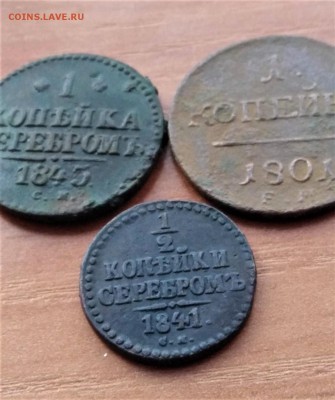 COINS.LAVE.RU
1
КОПѢЙКА
СЕРЕБРОМЪ
1843
С.М.
1
КОПѢЙКА
1801
1/2
КОПѢЙКИ
СЕРЕБРОМЪ
1841.
С.М.